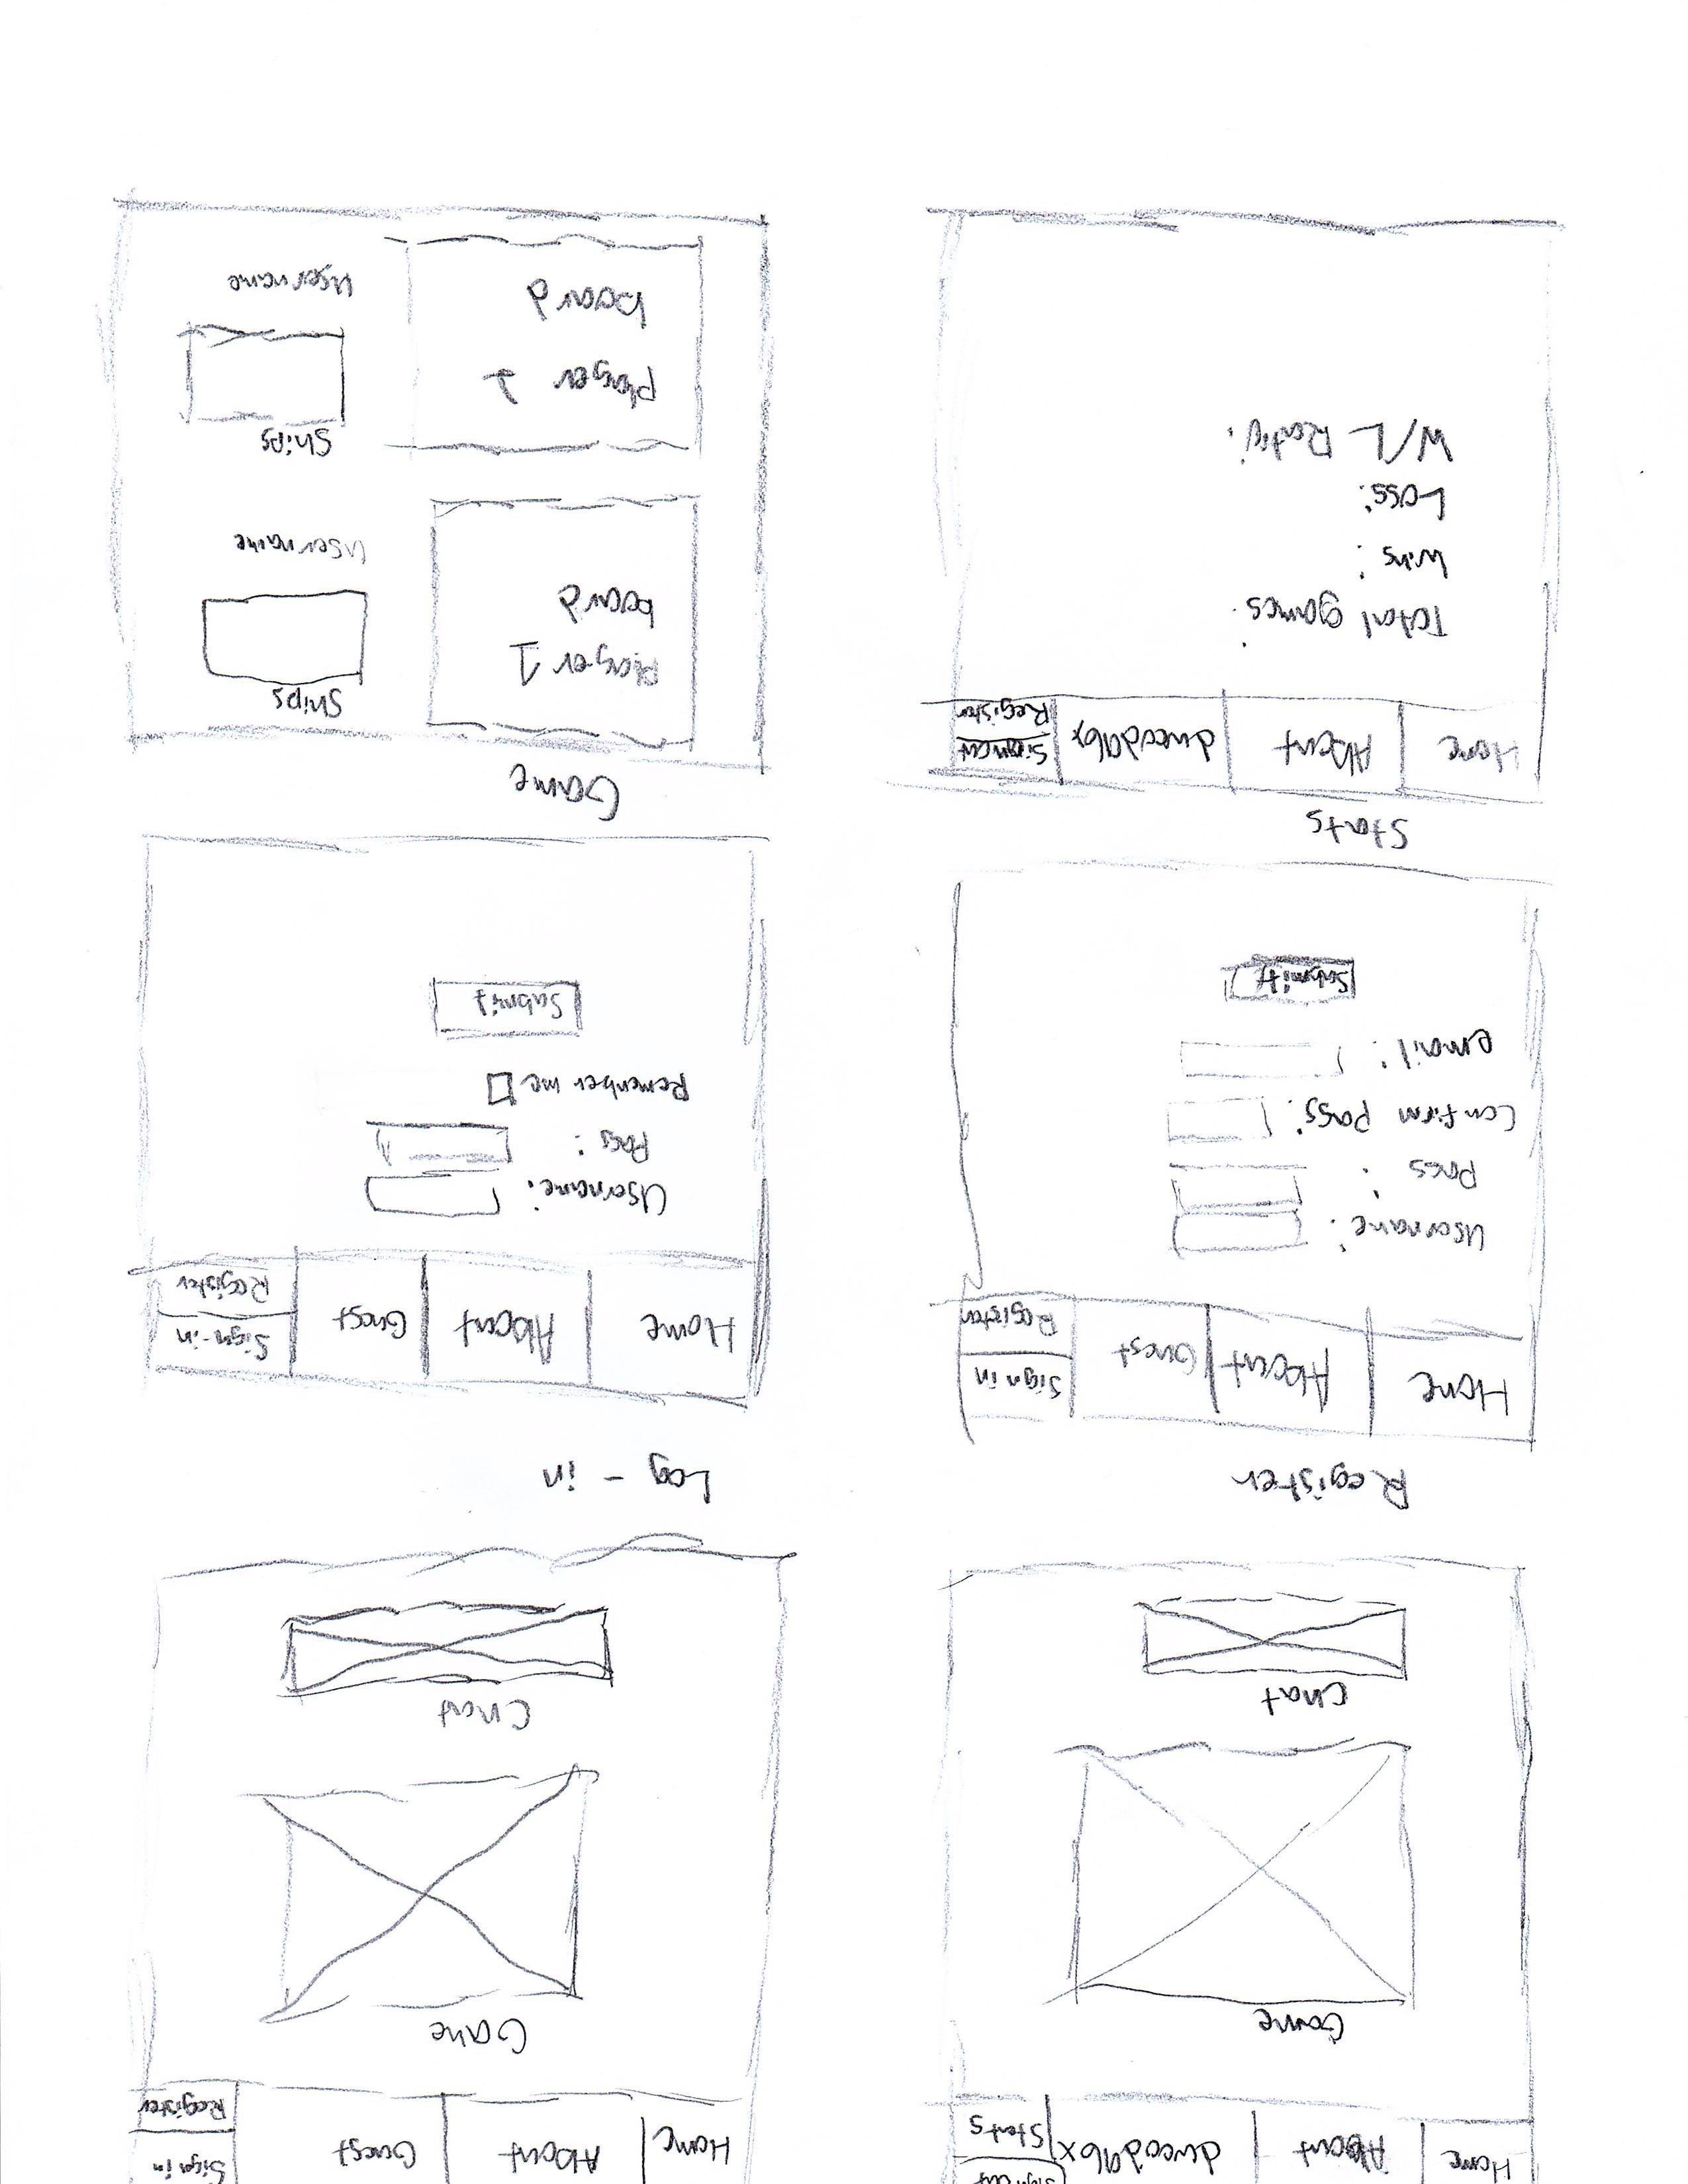 Home About dwood96x Sign out
Stats
Game
Chat
Home About Guest Sign in
Register
Game
Chat
Register
Home About Guest Sign in
Register
Username:
Pass :
Confirm pass:
email:
Submit
Log - in
Home About Guest Sign-in
Register
Username:
Pass:
Remember me
Submit
Stats
Home About dwood96x Sign out
Register
Total games:
Wins:
Loss:
W/L Ratio:
Game
Player 1
board
Ships
Username
player 2
board
Ships
Username